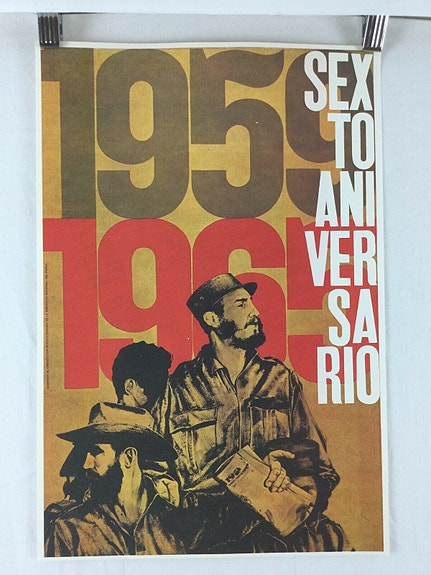 1959
1965
SEX
TO
ANI
VER
SA
RIO